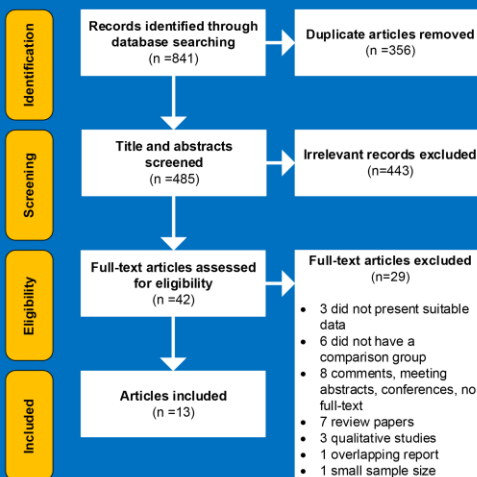 Identification
Records identified through
database searching
(n =841)
Duplicate articles removed
(n =356)
Screening
Title and abstracts
screened
(n =485)
Irrelevant records excluded
(n=443)
Eligibility
Full-text articles assessed
for eligibility
(n =42)
Full-text articles excluded
(n=29)
• 3 did not present suitable
data
• 6 did not have a
comparison group
• 8 comments, meeting
abstracts, conferences, no
full-text
• 7 review papers
• 3 qualitative studies
• 1 overlapping report
• 1 small sample size
Included
Articles included
(n =13)